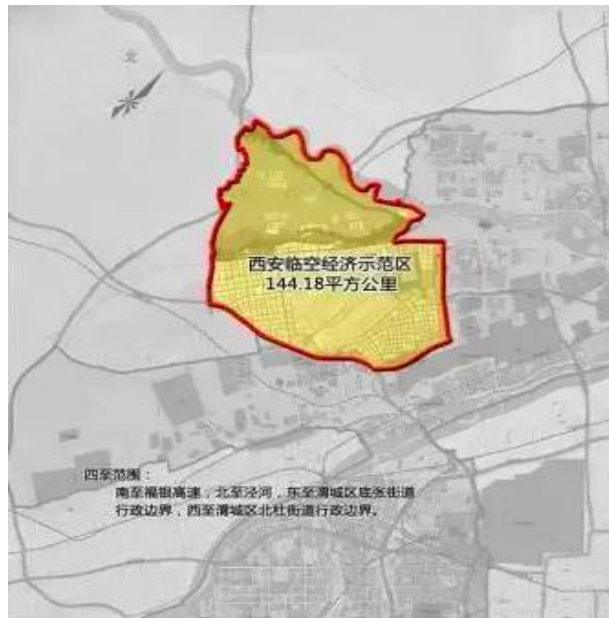 北
西安临空经济示范区
144.18平方公里
四至范围：
南至福银高速，北至泾河，东至渭城区底张街道
行政边界，西至渭城区北杜街道行政边界。